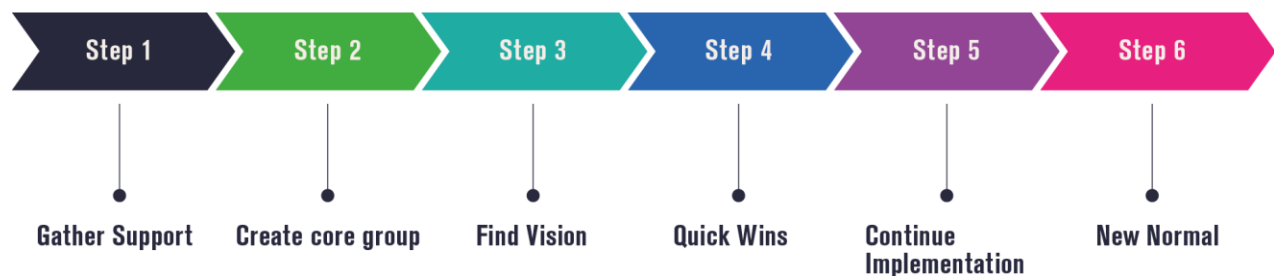 Step 1
Step 2
Step 3
Step 4
Step 5
Step 6
Gather Support
Create core group
Find Vision
Quick Wins
Continue
Implementation
New Normal